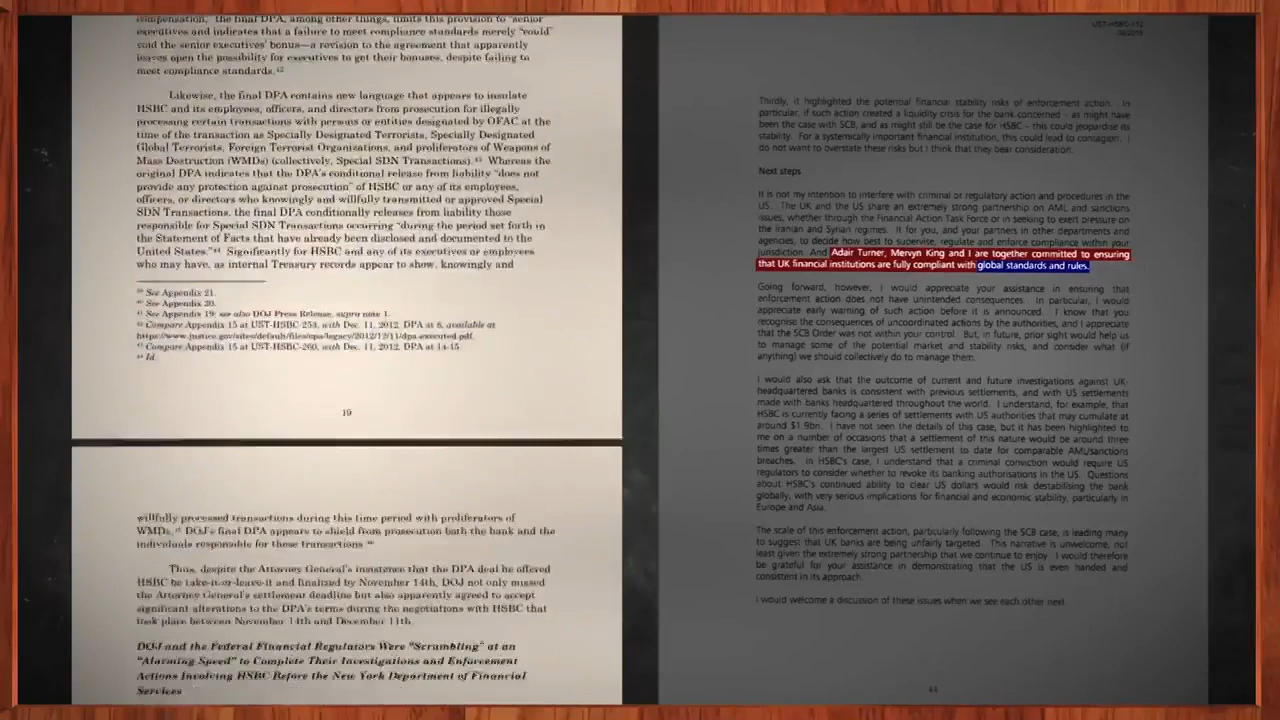 compensation," the final DPA, among other things, limits this provision to "senior
executives and indicates that a failure to meet compliance standards merely "could"
void the senior executives' bonus—a revision to the agreement that apparently
leaves open the possibility for executives to get their bonuses, despite failing to
meet compliance standards.⁴²
Likewise, the final DPA contains new language that appears to insulate
HSBC and its employees, officers, and directors from prosecution for illegally
processing certain transactions with persons or entities designated by OFAC at the
time of the transaction as Specially Designated Terrorists, Specially Designated
Global Terrorists, Foreign Terrorist Organizations, and proliferators of Weapons of
Mass Destruction (WMDs) (collectively, Special SDN Transactions).⁴³ Whereas the
original DPA indicates that the DPA's conditional release from liability "does not
provide any protection against prosecution" of HSBC or any of its employees,
officers, or directors who knowingly and willfully transmitted or approved Special
SDN Transactions, the final DPA conditionally releases from liability those
responsible for Special SDN Transactions occurring "during the period set forth in
the Statement of Facts that have already been disclosed and documented to the
United States."⁴⁴ Significantly for HSBC and any of its executives or employees
who may have, as internal Treasury records appear to show, knowingly and
³⁹ See Appendix 21.
⁴⁰ See Appendix 20.
⁴¹ See Appendix 19; see also DOJ Press Release, supra note 1.
⁴² Compare Appendix 15 at UST-HSBC-253, with Dec. 11, 2012, DPA at 6, available at
https://www.justice.gov/sites/default/files/opa/legacy/2012/12/11/dpa-executed.pdf.
⁴³ Compare Appendix 15 at UST-HSBC-260, with Dec. 11, 2012, DPA at 14-15.
⁴⁴ Id.
19
willfully processed transactions during this time period with proliferators of
WMDs,⁴⁵ DOJ's final DPA appears to shield from prosecution both the bank and the
individuals responsible for those transactions.⁴⁶
Thus, despite the Attorney General's insistence that the DPA deal he offered
HSBC be take-it-or-leave-it and finalized by November 14th, DOJ not only missed
the Attorney General's settlement deadline but also apparently agreed to accept
significant alterations to the DPA's terms during the negotiations with HSBC that
took place between November 14th and December 11th.
DOJ and the Federal Financial Regulators Were "Scrambling" at an
"Alarming Speed" to Complete Their Investigations and Enforcement
Actions Involving HSBC Before the New York Department of Financial
Services
Thirdly, it highlighted the potential financial stability risks of enforcement action. In
particular, if such action created a liquidity crisis for the bank concerned - as might have
been the case with SCB, and as might still be the case for HSBC - this could jeopardise its
stability. For a systemically important financial institution, this could lead to contagion. I
do not want to overstate these risks but I think that they bear consideration.
Next steps
It is not my intention to interfere with criminal or regulatory action and procedures in the
US. The UK and the US share an extremely strong partnership on AML and sanctions
issues, whether through the Financial Action Task Force or in seeking to exert pressure on
the Iranian and Syrian regimes. It for you, and your partners in other departments and
agencies, to decide how best to supervise, regulate and enforce compliance within your
jurisdiction. And Adair Turner, Mervyn King and I are together committed to ensuring
that UK financial institutions are fully compliant with global standards and rules.
Going forward, however, I would appreciate your assistance in ensuring that
enforcement action does not have unintended consequences. In particular, I would
appreciate early warning of such action before it is announced. I know that you
recognise the consequences of uncoordinated actions by the authorities, and I appreciate
that the SCB Order was not within your control. But, in future, prior sight would help us
to manage some of the potential market and stability risks, and consider what (if
anything) we should collectively do to manage them.
I would also ask that the outcome of current and future investigations against UK-
headquartered banks is consistent with previous settlements, and with US settlements
made with banks headquartered throughout the world. I understand, for example, that
HSBC is currently facing a series of settlements with US authorities that may cumulate at
around $1.9bn. I have not seen the details of this case, but it has been highlighted to
me on a number of occasions that a settlement of this nature would be around three
times greater than the largest US settlement to date for comparable AML/sanctions
breaches. In HSBC's case, I understand that a criminal conviction would require US
regulators to consider whether to revoke its banking authorisations in the US. Questions
about HSBC's continued ability to clear US dollars would risk destabilising the bank
globally, with very serious implications for financial and economic stability, particularly in
Europe and Asia.
The scale of this enforcement action, particularly following the SCB case, is leading many
to suggest that UK banks are being unfairly targeted. This narrative is unwelcome, not
least given the extremely strong partnership that we continue to enjoy. I would therefore
be grateful for your assistance in demonstrating that the US is even handed and
consistent in its approach.
I would welcome a discussion of these issues when we see each other next.
44